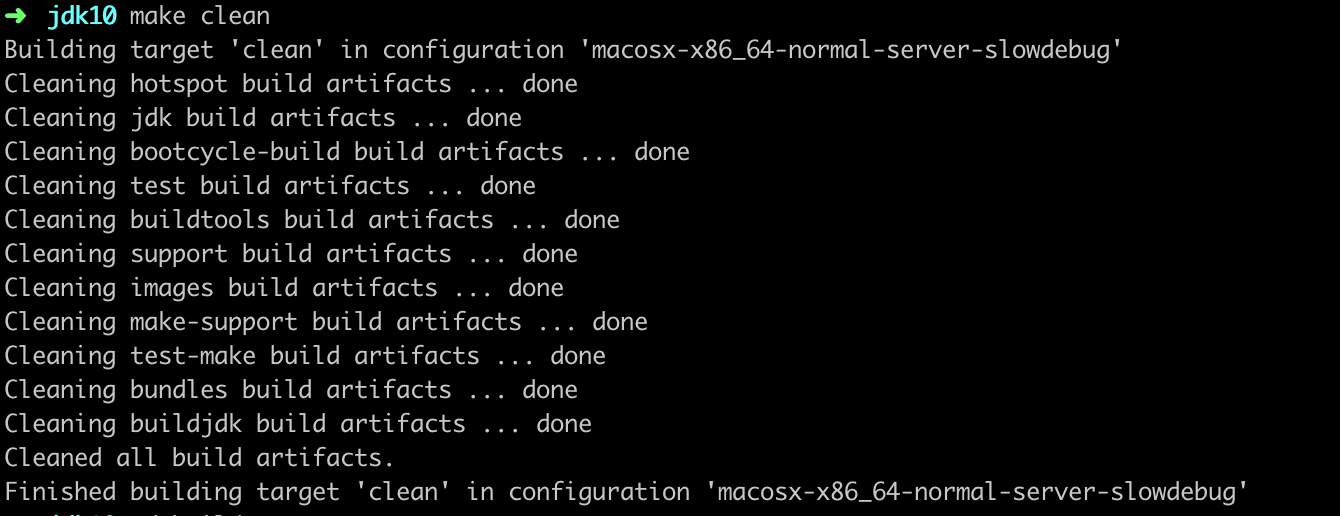 ➜ jdk10 make clean
Building target 'clean' in configuration 'macosx-x86_64-normal-server-slowdebug'
Cleaning hotspot build artifacts ... done
Cleaning jdk build artifacts ... done
Cleaning bootcycle-build build artifacts ... done
Cleaning test build artifacts ... done
Cleaning buildtools build artifacts ... done
Cleaning support build artifacts ... done
Cleaning images build artifacts ... done
Cleaning make-support build artifacts ... done
Cleaning test-make build artifacts ... done
Cleaning bundles build artifacts ... done
Cleaning buildjdk build artifacts ... done
Cleaned all build artifacts.
Finished building target 'clean' in configuration 'macosx-x86_64-normal-server-slowdebug'